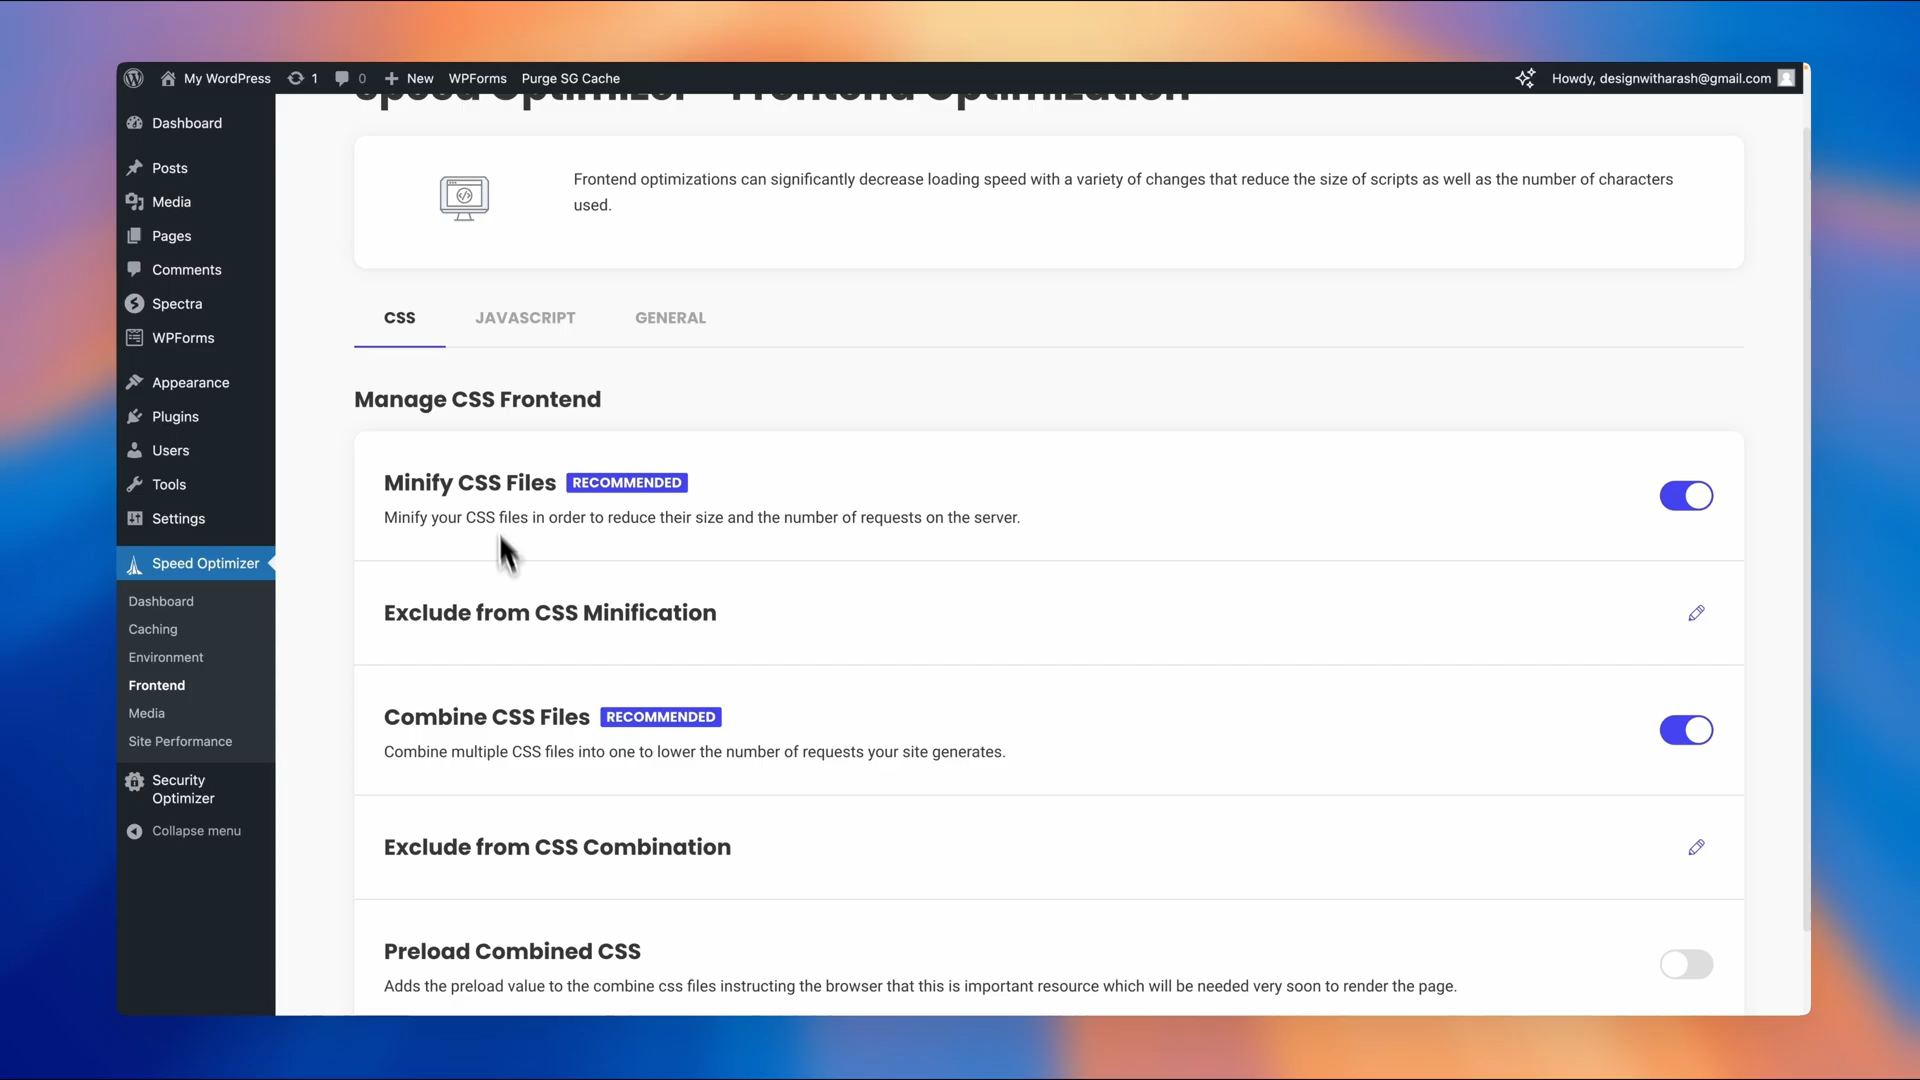 My WordPress
1
0
New
WPForms
Purge SG Cache
Howdy, designwitharash@gmail.com
Speed Optimizer - Frontend Optimization
Dashboard
Posts
Media
Pages
Comments
Spectra
WPForms
Appearance
Plugins
Users
Tools
Settings
Speed Optimizer
Dashboard
Caching
Environment
Frontend
Media
Site Performance
Security
Optimizer
Collapse menu
Frontend optimizations can significantly decrease loading speed with a variety of changes that reduce the size of scripts as well as the number of characters
used.
CSS
JAVASCRIPT
GENERAL
Manage CSS Frontend
Minify CSS Files RECOMMENDED
Minify your CSS files in order to reduce their size and the number of requests on the server.
Exclude from CSS Minification
Combine CSS Files RECOMMENDED
Combine multiple CSS files into one to lower the number of requests your site generates.
Exclude from CSS Combination
Preload Combined CSS
Adds the preload value to the combine css files instructing the browser that this is important resource which will be needed very soon to render the page.